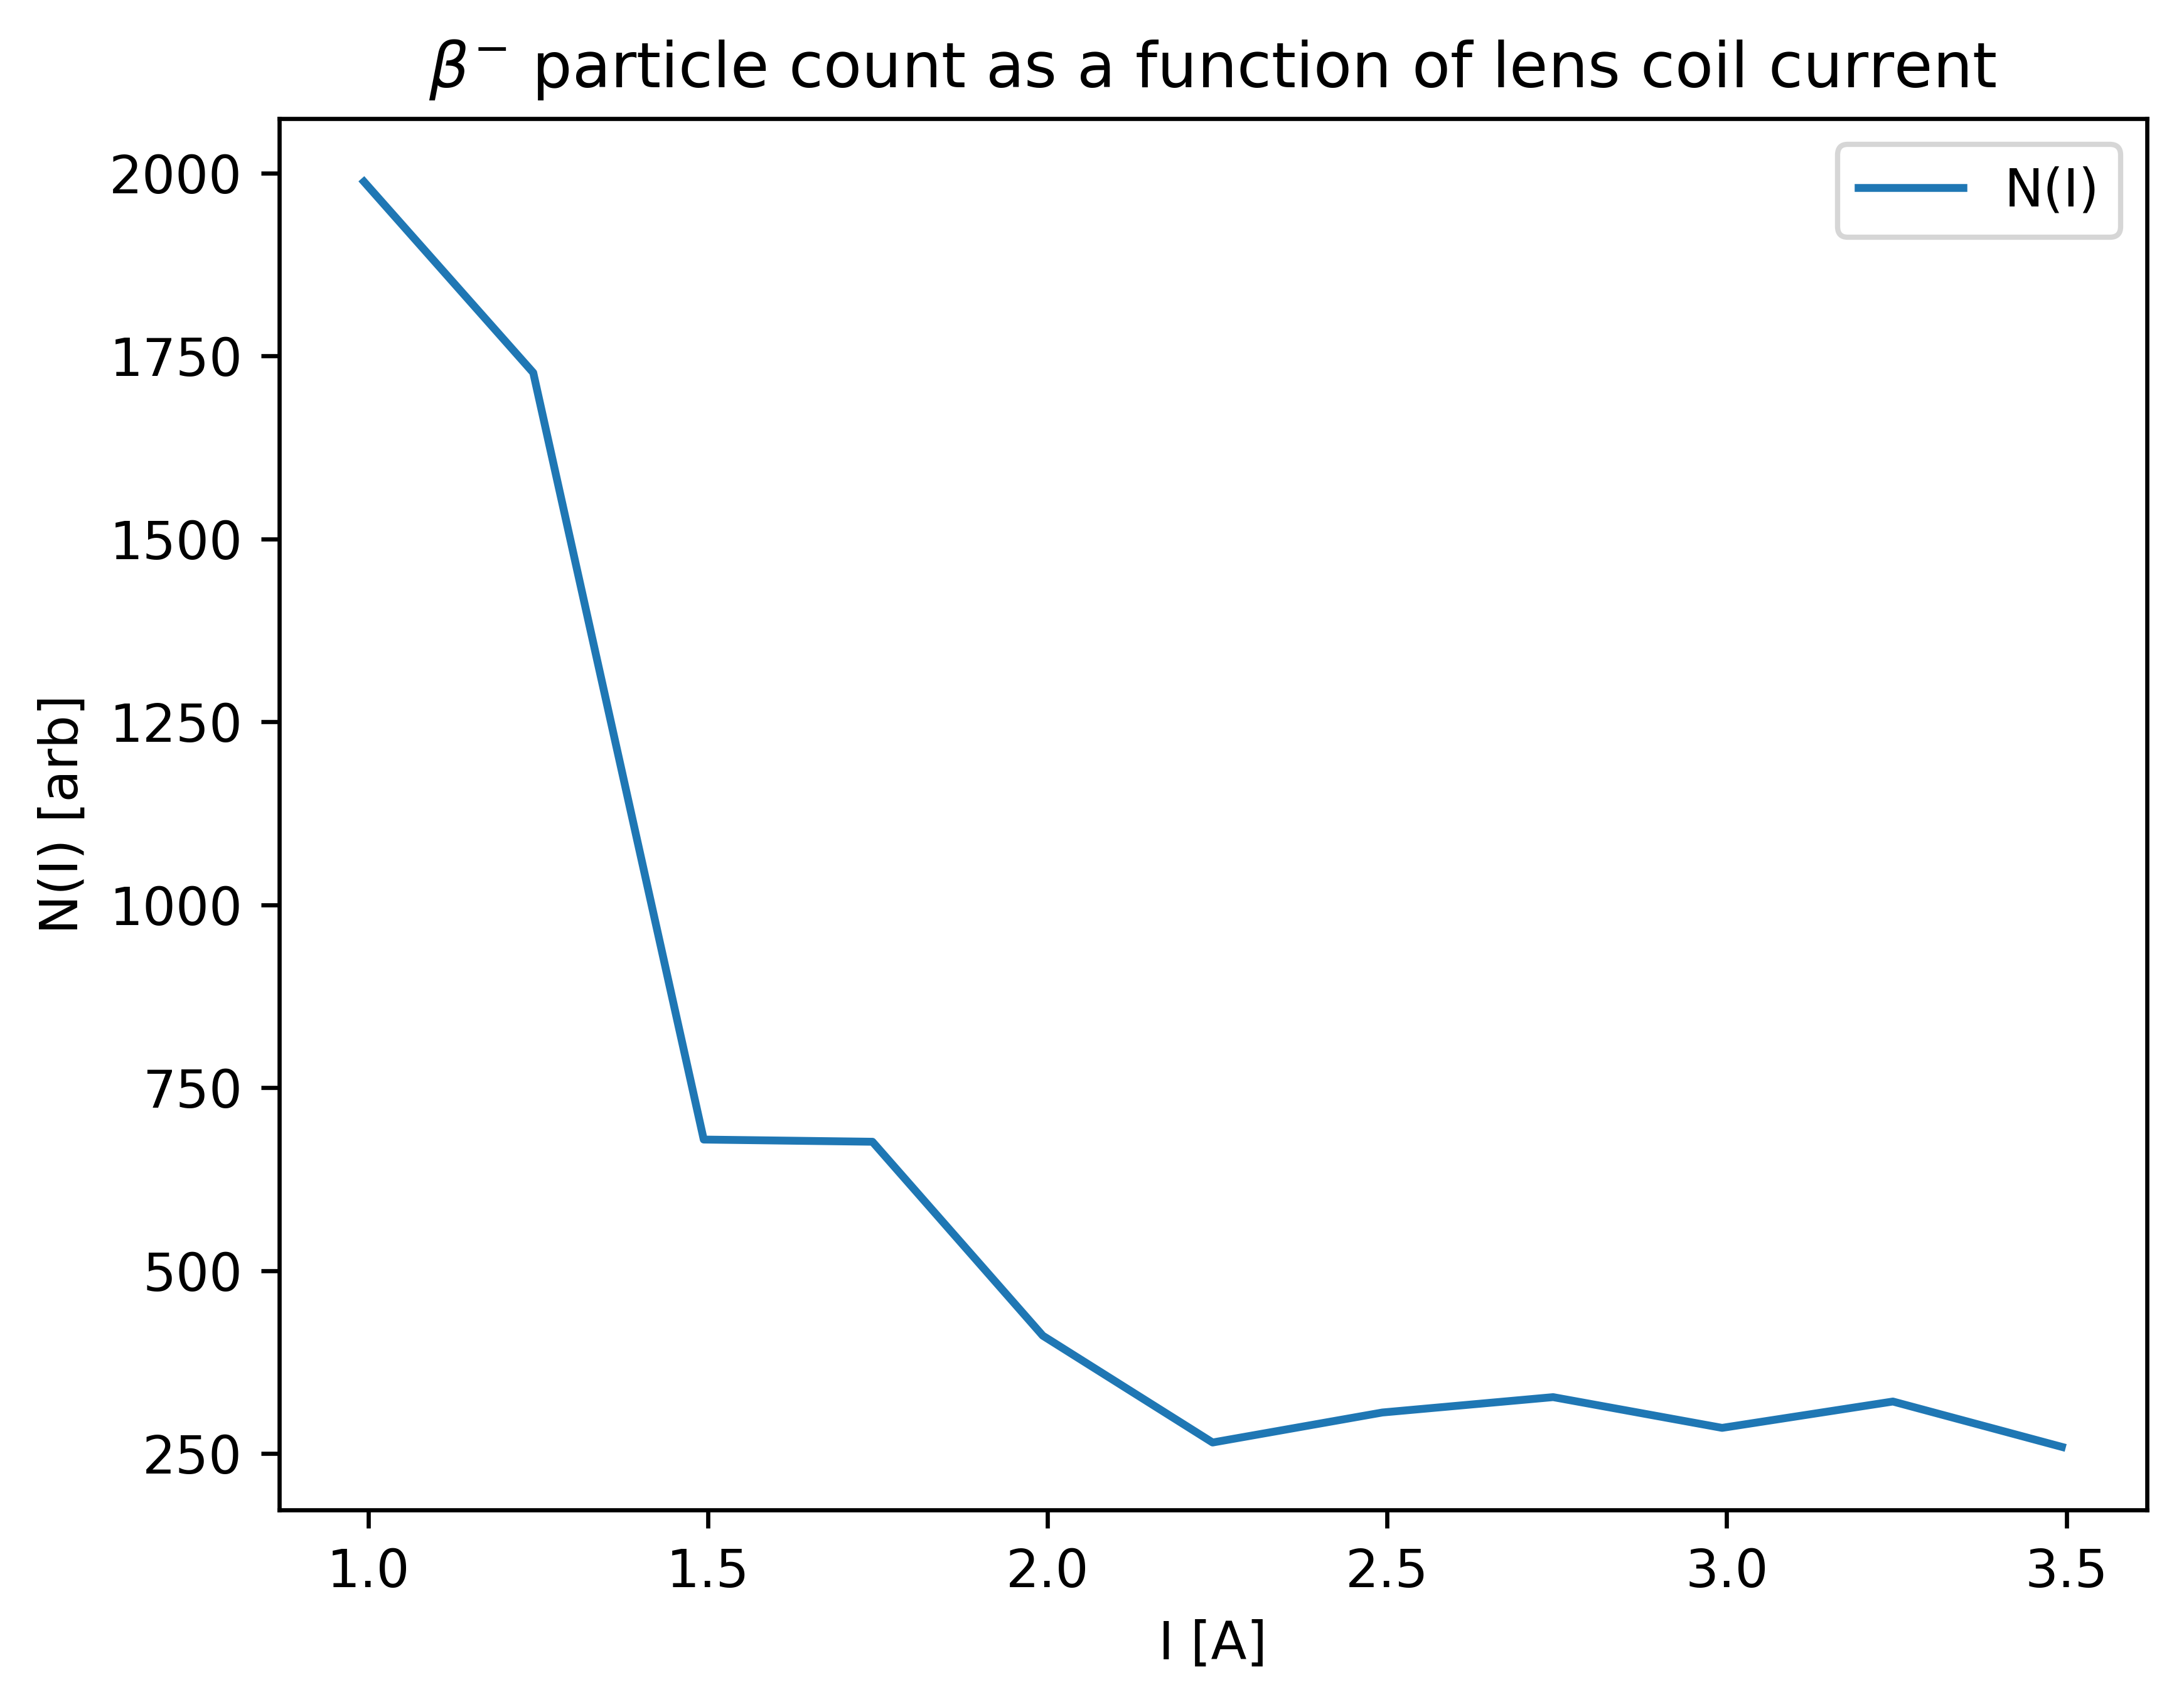 β⁻ particle count as a function of lens coil current
N(I)
N(I) [arb]
2000
1750
1500
1250
1000
750
500
250
1.0 1.5 2.0 2.5 3.0 3.5
I [A]